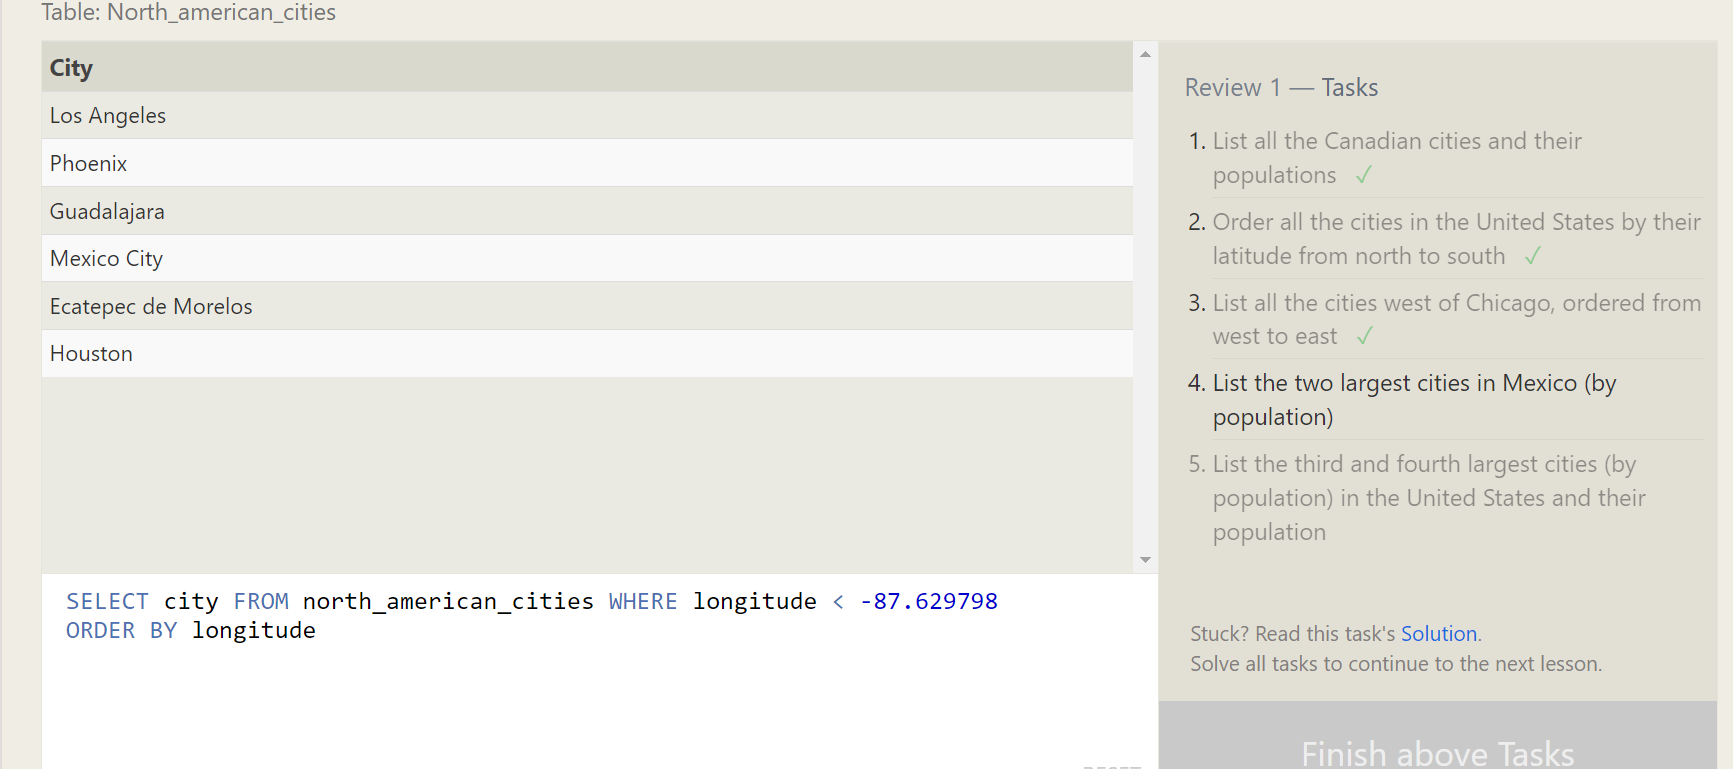 Table: North_american_cities
City
Los Angeles
Phoenix
Guadalajara
Mexico City
Ecatepec de Morelos
Houston
SELECT city FROM north_american_cities WHERE longitude < -87.629798
ORDER BY longitude
Review 1 — Tasks
1. List all the Canadian cities and their
populations ✓
2. Order all the cities in the United States by their
latitude from north to south ✓
3. List all the cities west of Chicago, ordered from
west to east ✓
4. List the two largest cities in Mexico (by
population)
5. List the third and fourth largest cities (by
population) in the United States and their
population
Stuck? Read this task's Solution.
Solve all tasks to continue to the next lesson.
Finish above Tasks